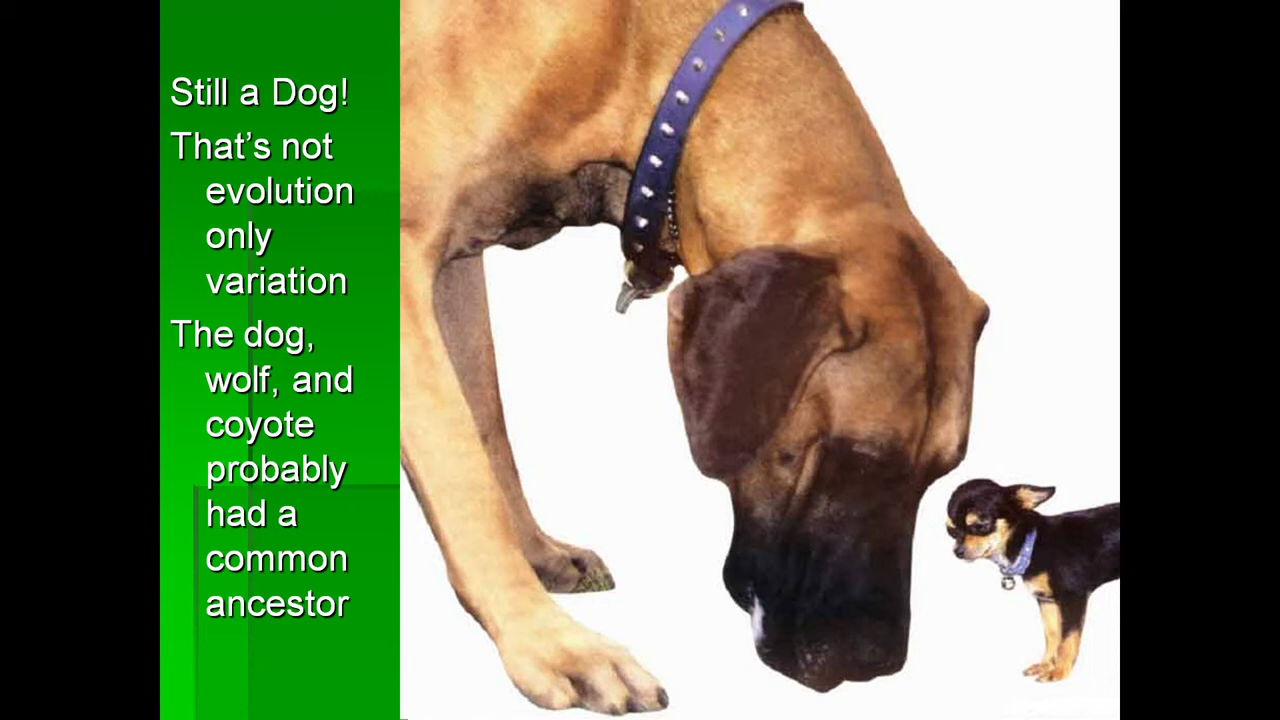 Still a Dog!
That’s not
evolution
only
variation
The dog,
wolf, and
coyote
probably
had a
common
ancestor